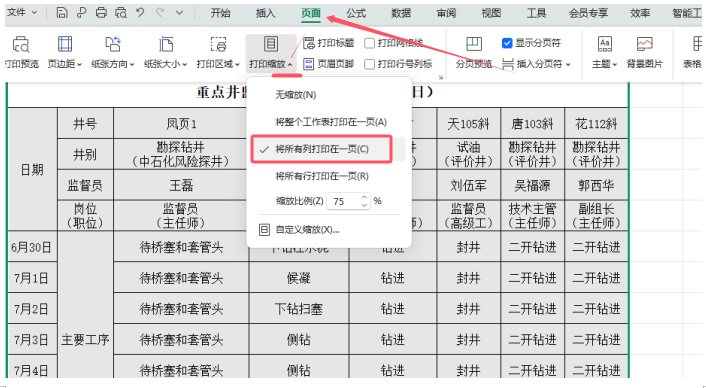 文件
开始 插入 页面 公式 数据 审阅 视图 工具 会员专享 效率 智能工
打印预览 页边距 纸张方向 纸张大小 打印区域 打印缩放
打印标题 打印网格线
页眉页脚 打印行号列标
分页预览
显示分页符
插入分页符
主题 背景图片 表格
重点井 日)
无缩放(N)
将整个工作表打印在一页(A)
将所有列打印在一页(C)
将所有行打印在一页(R)
缩放比例(Z) 75 %
自定义缩放(X)...
日期 井号 凤页1 天105斜 唐103斜 花112斜
井别 勘探钻井 试油 勘探钻井 勘探钻井
(中石化风险探井) (评价井) (评价井) (评价井)
监督员 王磊 刘伍军 吴福源 郭西华
岗位 监督员 监督员 技术主管 副组长
(职位) (主任师) (高级工) (主任师) (主任师)
6月30日 待桥塞和套管头 封井 二开钻进 二开钻进
7月1日 待桥塞和套管头 候凝 钻进 封井 二开钻进 二开钻进
7月2日 待桥塞和套管头 下钻扫塞 钻进 封井 二开钻进 二开钻进
7月3日 主要工序 待桥塞和套管头 侧钻 钻进 封井 二开钻进 二开钻进
7月4日 待桥塞和套管头 侧钻 钻进 封井 二开钻进 二开钻进